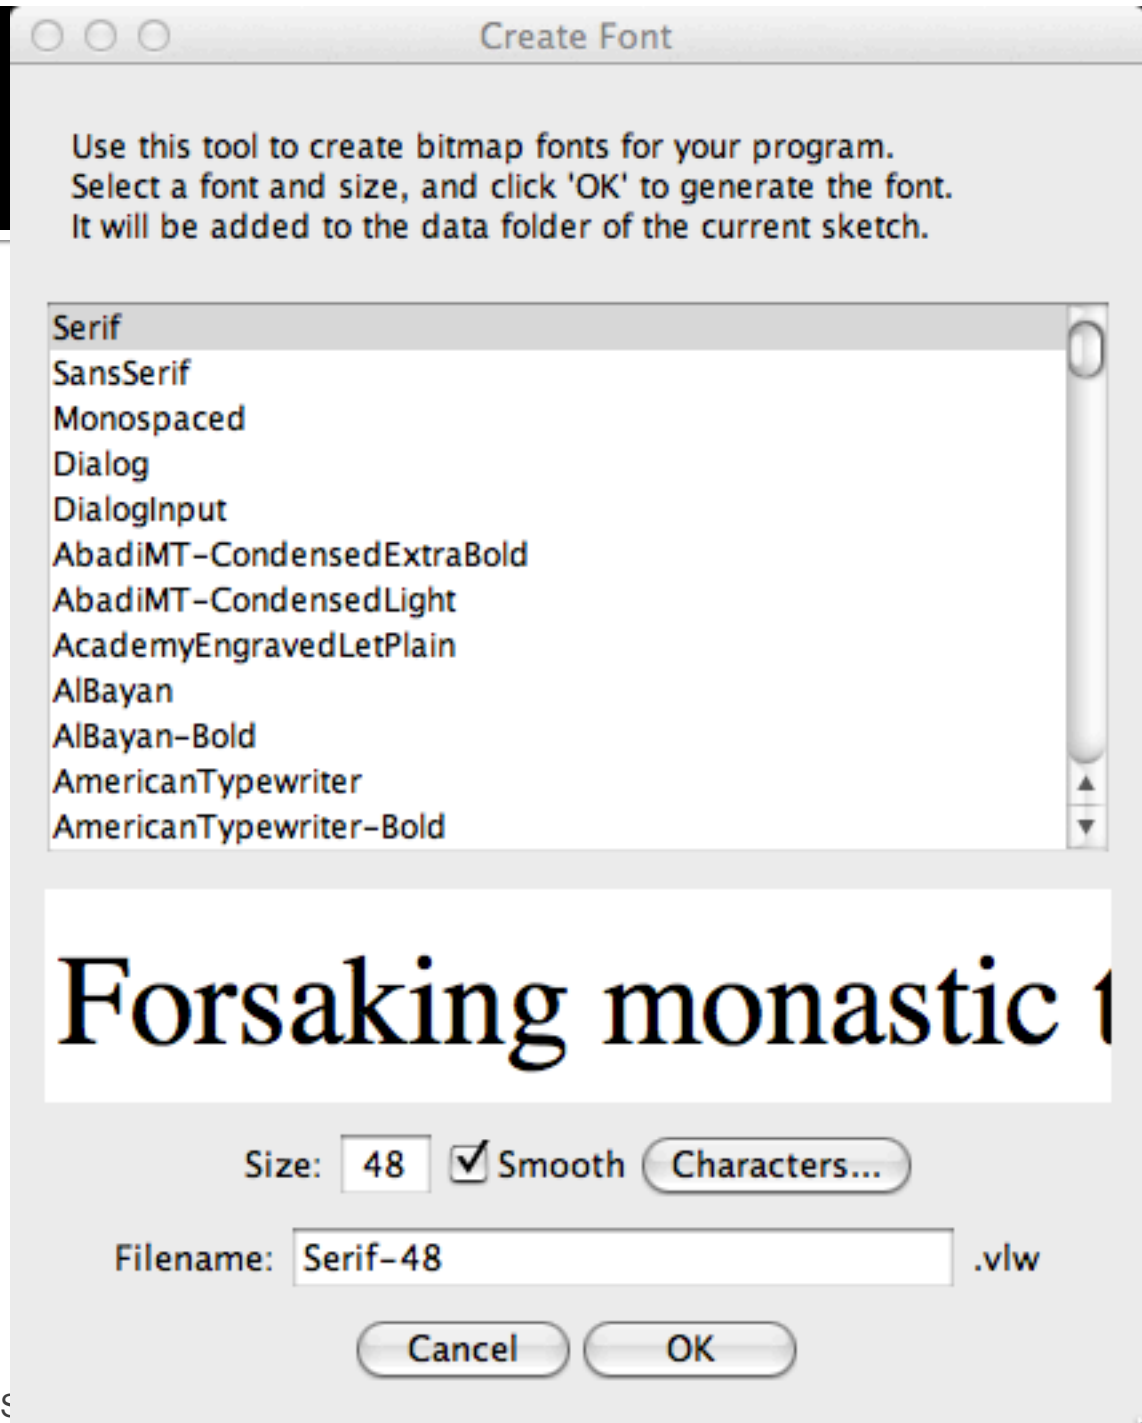 Create Font
Use this tool to create bitmap fonts for your program.
Select a font and size, and click 'OK' to generate the font.
It will be added to the data folder of the current sketch.
Serif
SansSerif
Monospaced
Dialog
DialogInput
AbadiMT-CondensedExtraBold
AbadiMT-CondensedLight
AcademyEngravedLetPlain
AlBayan
AlBayan-Bold
AmericanTypewriter
AmericanTypewriter-Bold
Forsaking monastic t
Size: 48 Smooth Characters...
Filename: Serif-48 .vlw
Cancel OK